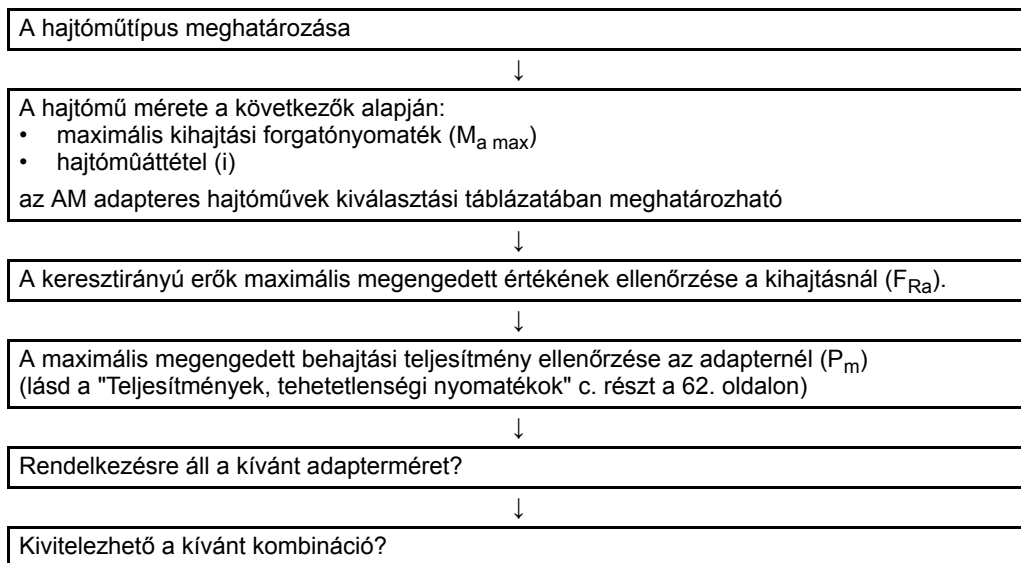 A hajtóműtípus meghatározása
↓
A hajtómű mérete a következők alapján:
• maximális kihajtási forgatónyomaték (Ma max)
• hajtómûáttétel (i)
az AM adapteres hajtóművek kiválasztási táblázatában meghatározható
↓
A keresztirányú erők maximális megengedett értékének ellenőrzése a kihajtásnál (FRa).
↓
A maximális megengedett behajtási teljesítmény ellenőrzése az adapternél (Pm)
(lásd a "Teljesítmények, tehetetlenségi nyomatékok" c. részt a 62. oldalon)
↓
Rendelkezésre áll a kívánt adapterméret?
↓
Kivitelezhető a kívánt kombináció?